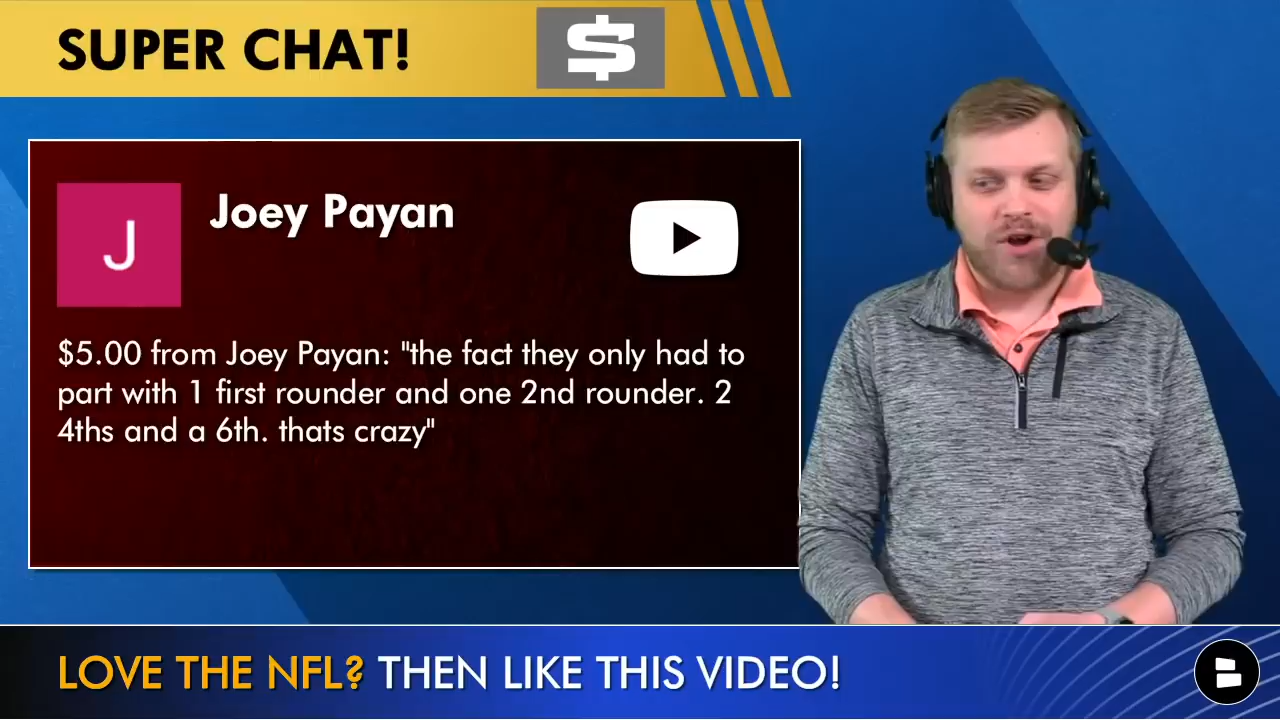 SUPER CHAT!
$
J
Joey Payan
$5.00 from Joey Payan: "the fact they only had to
part with 1 first rounder and one 2nd rounder. 2
4ths and a 6th. thats crazy"
LOVE THE NFL? THEN LIKE THIS VIDEO!